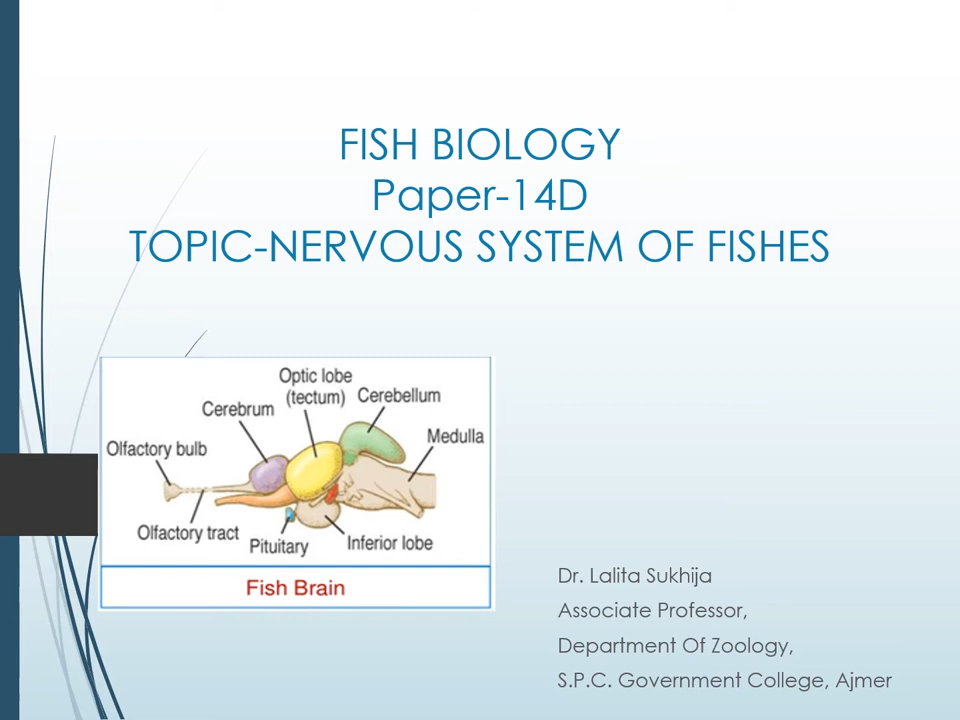 FISH BIOLOGY
Paper-14D
TOPIC-NERVOUS SYSTEM OF FISHES
Optic lobe
(tectum)
Cerebellum
Cerebrum
Medulla
Olfactory bulb
Olfactory tract
Pituitary
Inferior lobe
Fish Brain
Dr. Lalita Sukhija
Associate Professor,
Department Of Zoology,
S.P.C. Government College, Ajmer